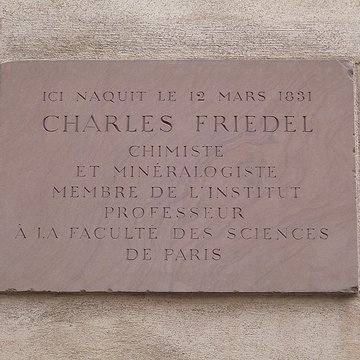 ICI NAQUIT LE 12 MARS 1831
CHARLES FRIEDEL
CHIMISTE
ET MINÉRALOGISTE
MEMBRE DE L'INSTITUT
PROFESSEUR
À LA FACULTÉ DES SCIENCES
DE PARIS